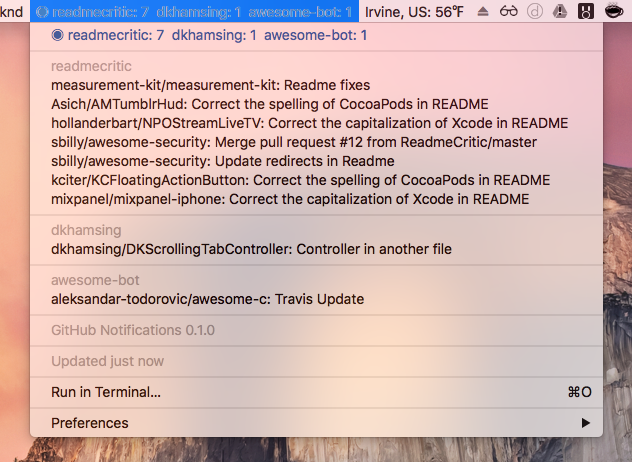 knd readmecritic: 7 dkhamsing: 1 awesome-bot: 1 Irvine, US: 56°F d
readmecritic: 7 dkhamsing: 1 awesome-bot: 1
readmecritic
measurement-kit/measurement-kit: Readme fixes
Asich/AMTumblrHud: Correct the spelling of CocoaPods in README
hollanderbart/NPOStreamLiveTV: Correct the capitalization of Xcode in README
sbilly/awesome-security: Merge pull request #12 from ReadmeCritic/master
sbilly/awesome-security: Update redirects in Readme
kciter/KCFloatingActionButton: Correct the spelling of CocoaPods in README
mixpanel/mixpanel-iphone: Correct the capitalization of Xcode in README
dkhamsing
dkhamsing/DKScrollingTabController: Controller in another file
awesome-bot
aleksandar-todorovic/awesome-c: Travis Update
GitHub Notifications 0.1.0
Updated just now
Run in Terminal... ⌘O
Preferences